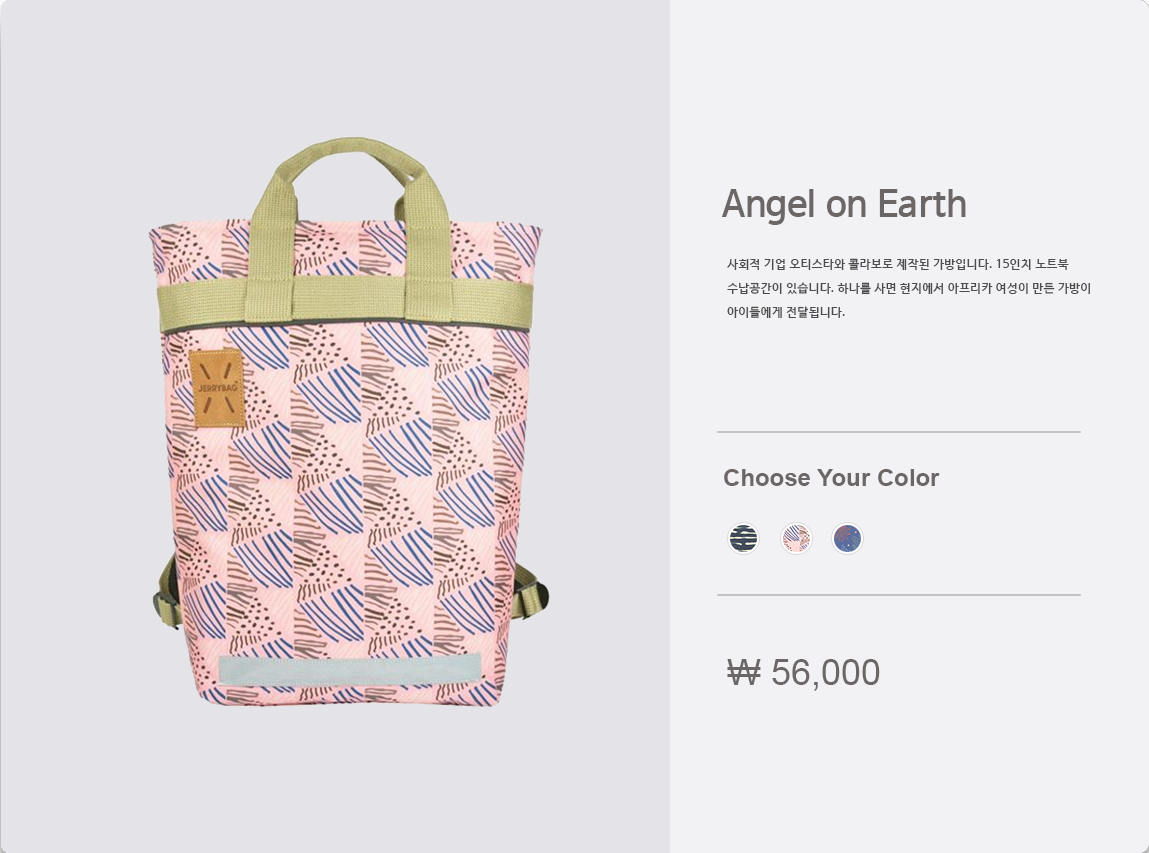 JERRYBAG
Angel on Earth
사회적 기업 오티스타와 콜라보로 제작된 가방입니다. 15인치 노트북
수납공간이 있습니다. 하나를 사면 현지에서 아프리카 여성이 만든 가방이
아이들에게 전달됩니다.
Choose Your Color
₩ 56,000